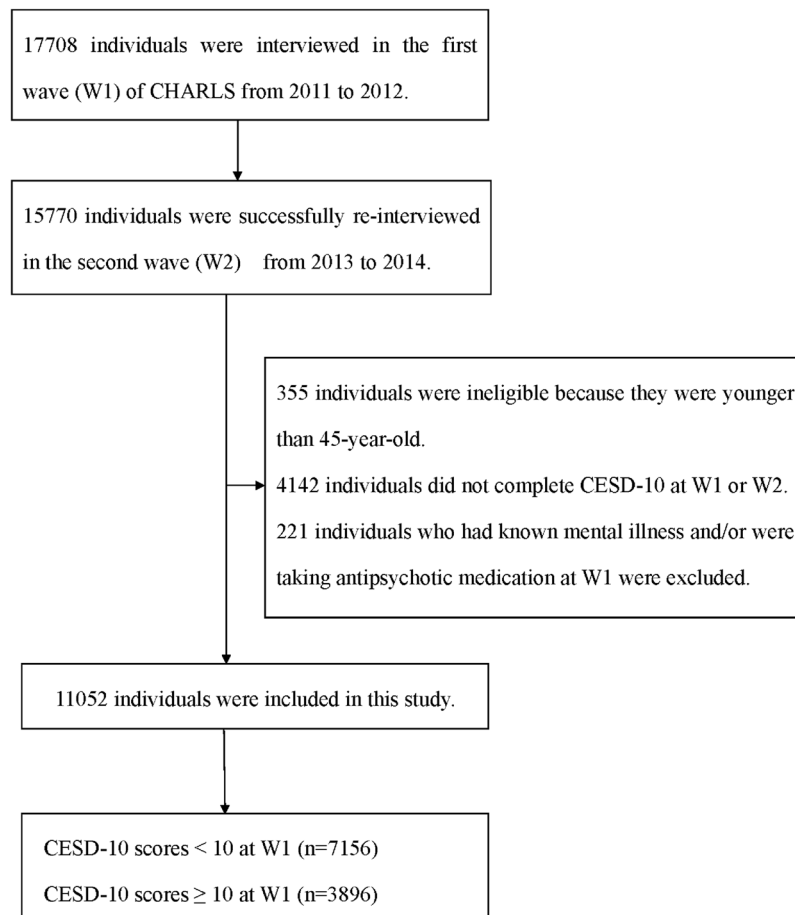 17708 individuals were interviewed in the first
wave (W1) of CHARLS from 2011 to 2012.
15770 individuals were successfully re-interviewed
in the second wave (W2) from 2013 to 2014.
355 individuals were ineligible because they were younger
than 45-year-old.
4142 individuals did not complete CESD-10 at W1 or W2.
221 individuals who had known mental illness and/or were
taking antipsychotic medication at W1 were excluded.
11052 individuals were included in this study.
CESD-10 scores < 10 at W1 (n=7156)
CESD-10 scores ≥ 10 at W1 (n=3896)